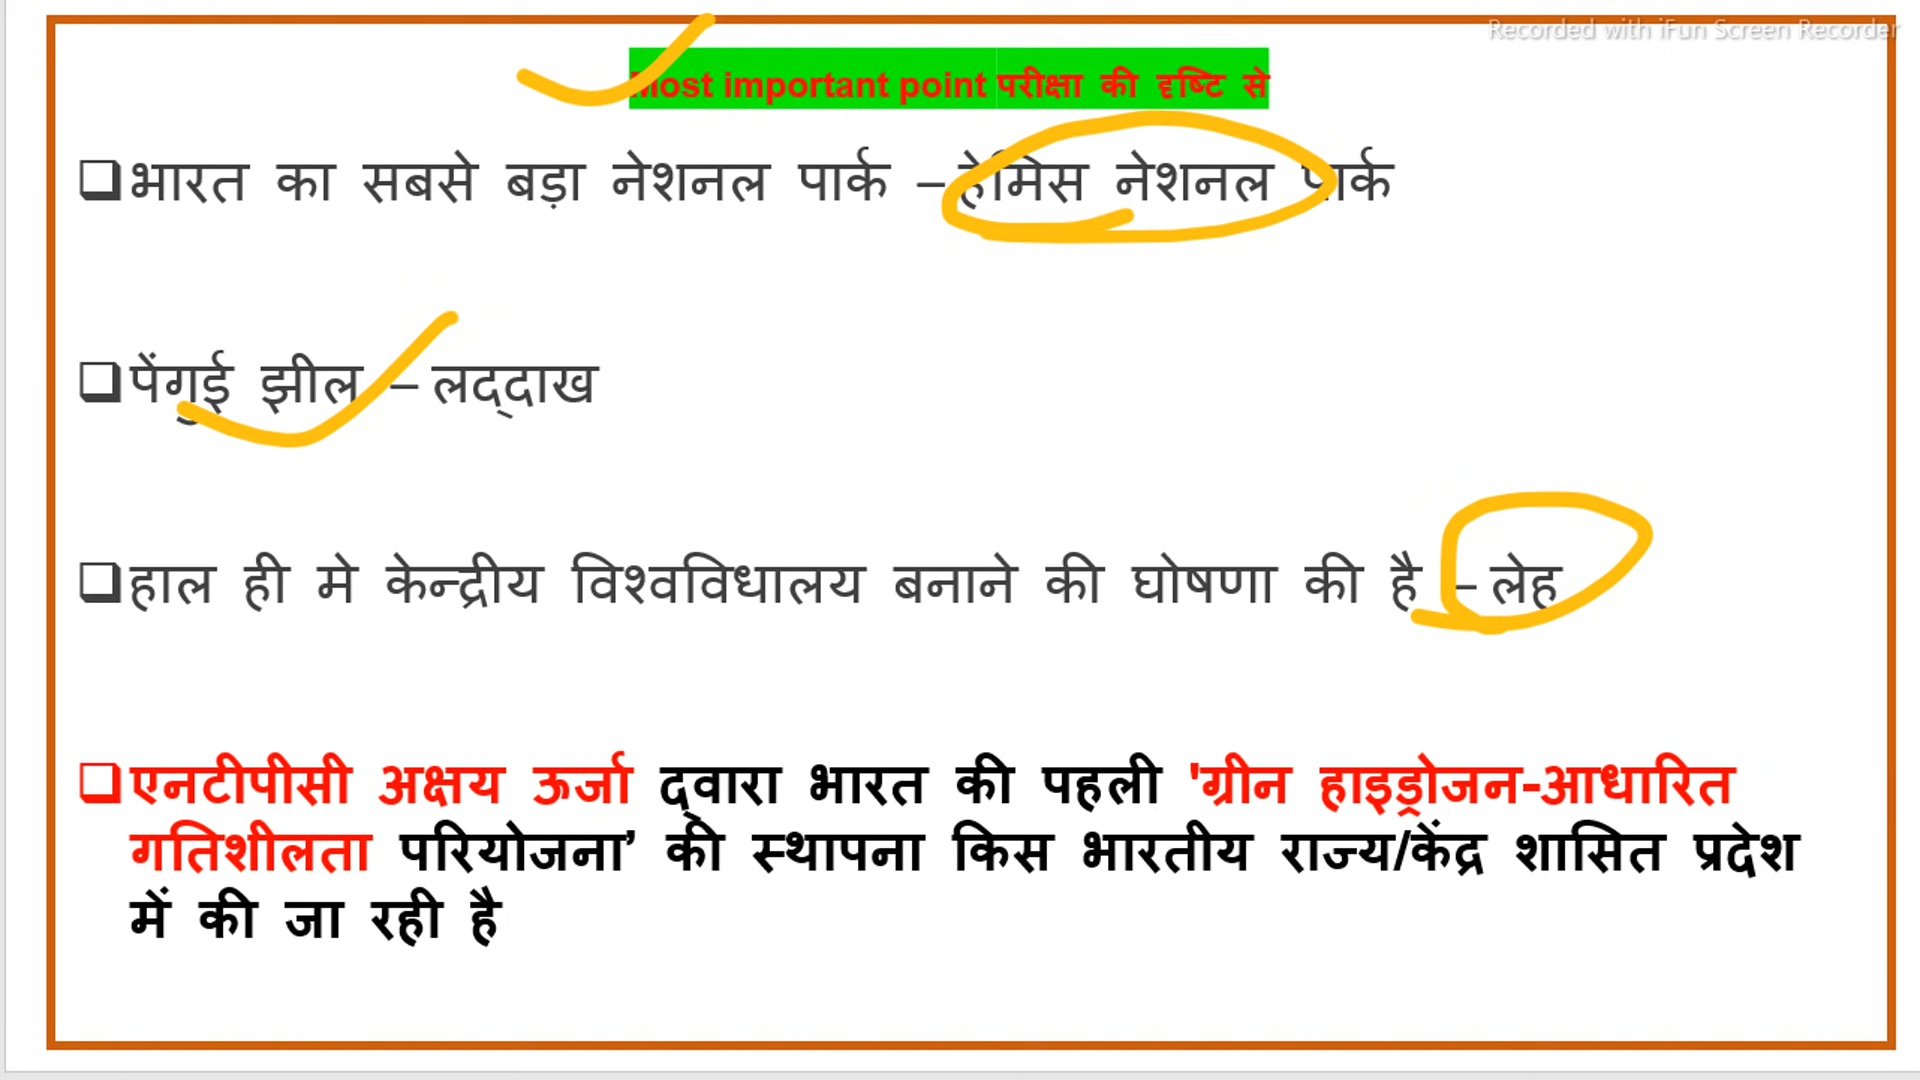 Recorded with iFun Screen Recorder
Most important point परीक्षा की दृष्टि से
भारत का सबसे बड़ा नेशनल पार्क – हेमिस नेशनल पार्क
पेंगुई झील – लद्दाख
हाल ही मे केन्द्रीय विश्वविधालय बनाने की घोषणा की है – लेह
एनटीपीसी अक्षय ऊर्जा द्वारा भारत की पहली 'ग्रीन हाइड्रोजन-आधारित
गतिशीलता परियोजना’ की स्थापना किस भारतीय राज्य/केंद्र शासित प्रदेश
में की जा रही है